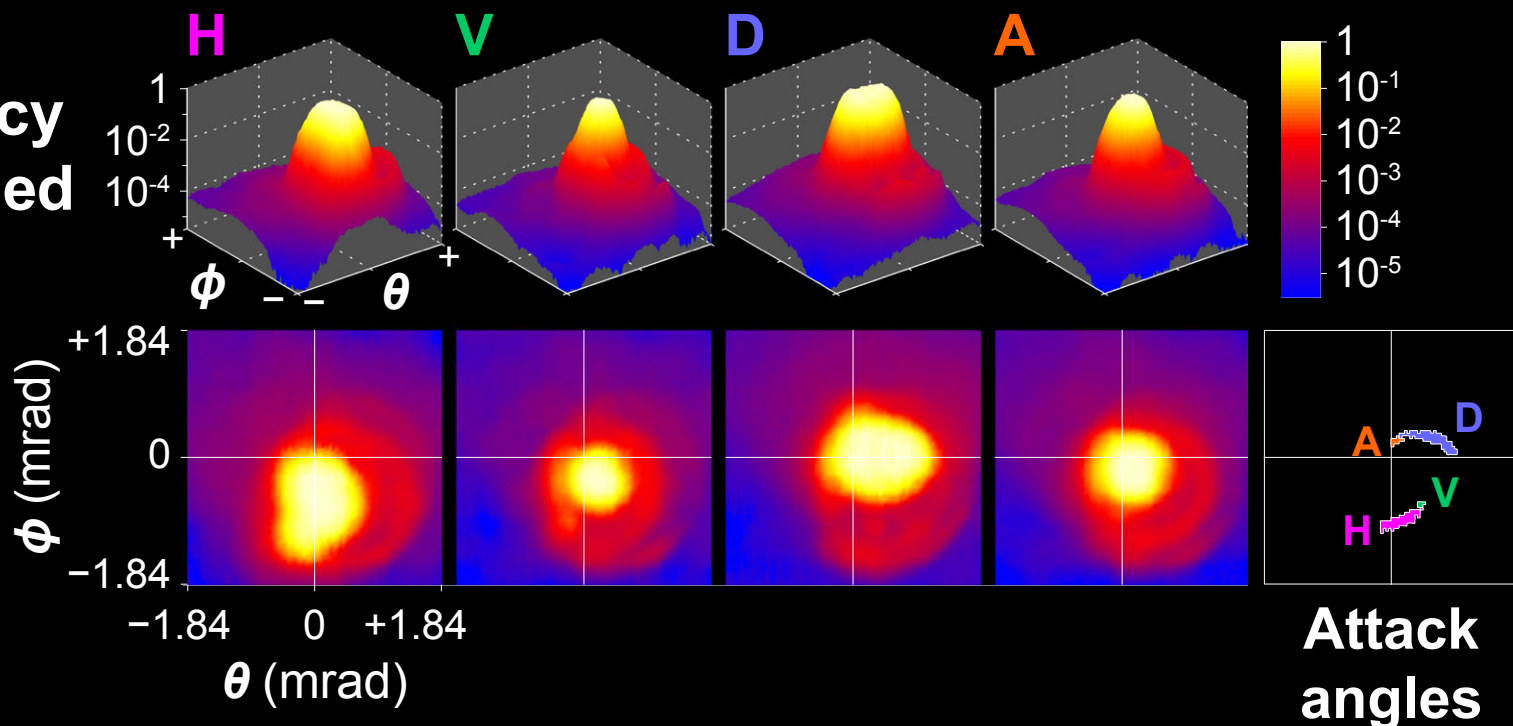 H V D A
cy
ed
1
10-2
10-4
+
ϕ
− −
θ
+
1
10-1
10-2
10-3
10-4
10-5
+1.84
0
−1.84
ϕ (mrad)
−1.84 0 +1.84
θ (mrad)
A D
V
H
Attack
angles